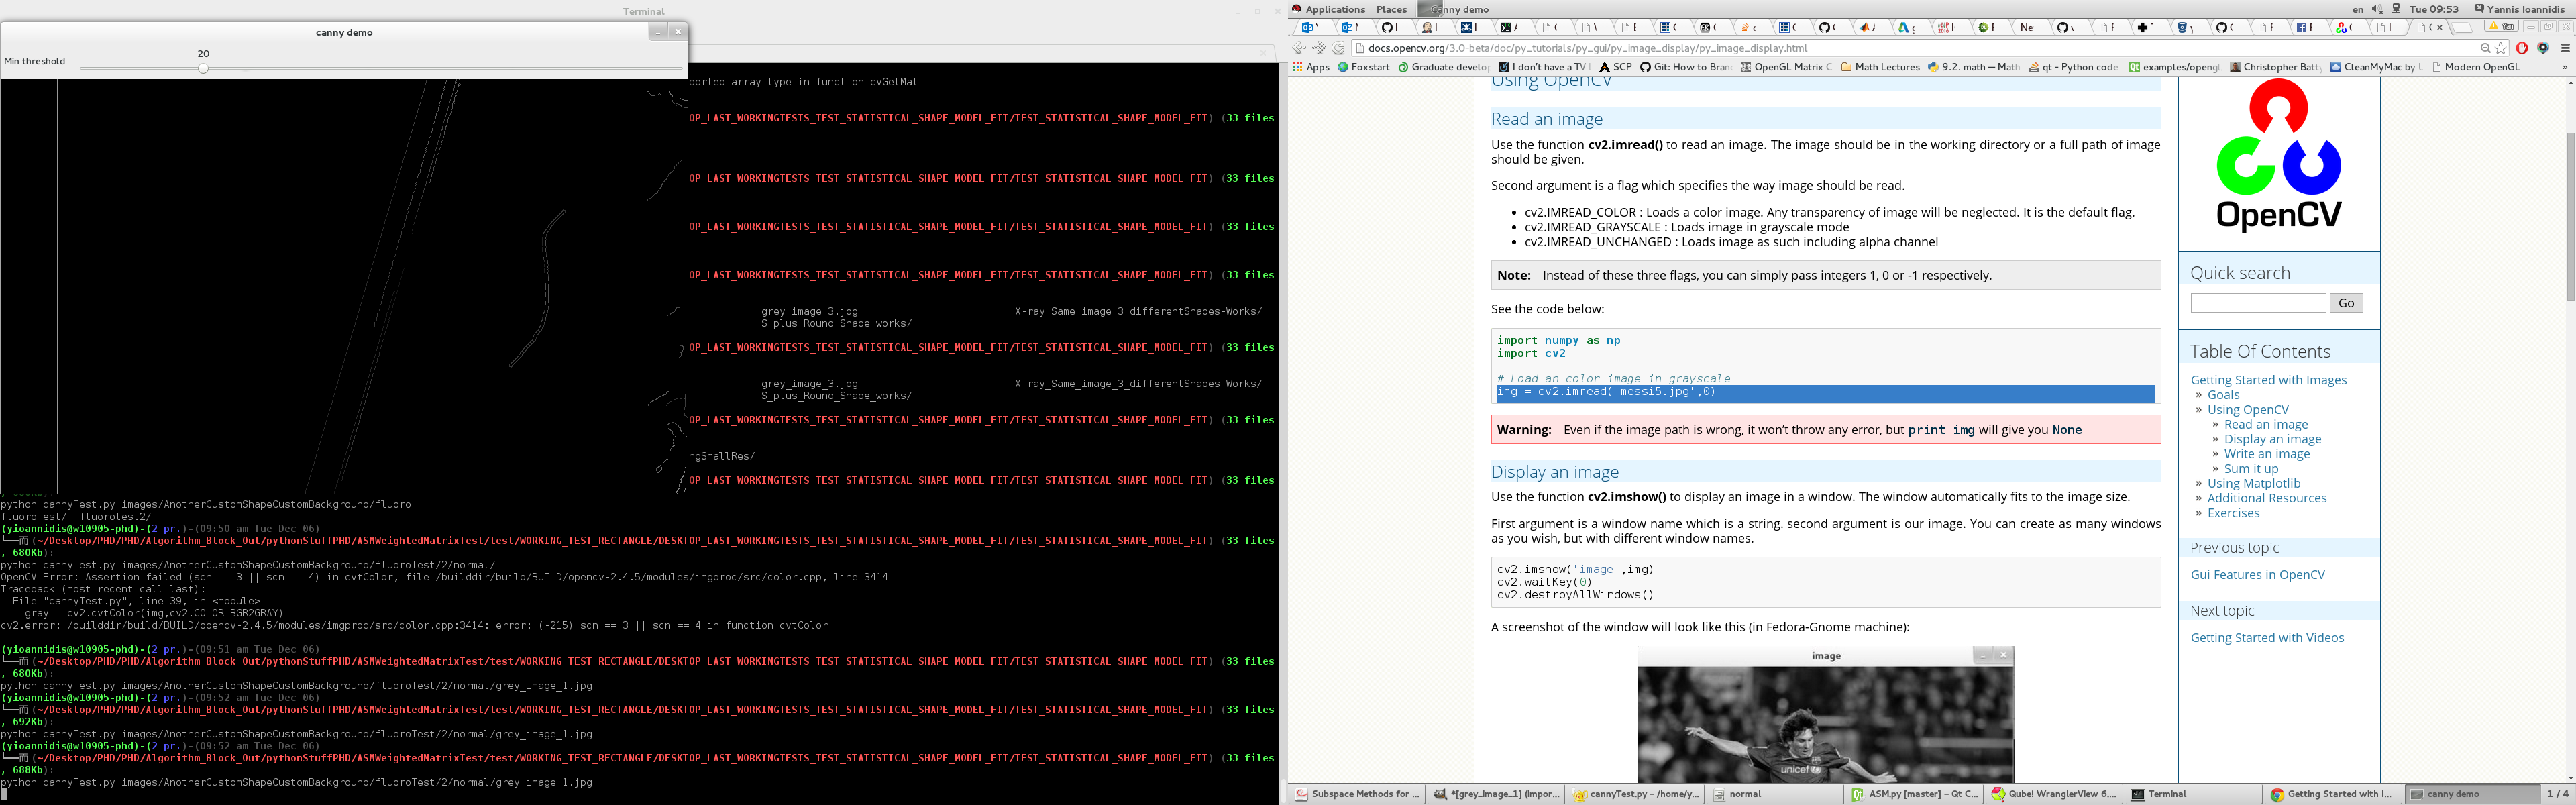 Terminal
canny demo
Min threshold
20
ported array type in function cvGetMat
OP_LAST_WORKINGTESTS_TEST_STATISTICAL_SHAPE_MODEL_FIT/TEST_STATISTICAL_SHAPE_MODEL_FIT) (33 files
OP_LAST_WORKINGTESTS_TEST_STATISTICAL_SHAPE_MODEL_FIT/TEST_STATISTICAL_SHAPE_MODEL_FIT) (33 files
OP_LAST_WORKINGTESTS_TEST_STATISTICAL_SHAPE_MODEL_FIT/TEST_STATISTICAL_SHAPE_MODEL_FIT) (33 files
OP_LAST_WORKINGTESTS_TEST_STATISTICAL_SHAPE_MODEL_FIT/TEST_STATISTICAL_SHAPE_MODEL_FIT) (33 files
grey_image_3.jpg X-ray_Same_image_3_differentShapes-Works/
S_plus_Round_Shape_works/
OP_LAST_WORKINGTESTS_TEST_STATISTICAL_SHAPE_MODEL_FIT/TEST_STATISTICAL_SHAPE_MODEL_FIT) (33 files
grey_image_3.jpg X-ray_Same_image_3_differentShapes-Works/
S_plus_Round_Shape_works/
OP_LAST_WORKINGTESTS_TEST_STATISTICAL_SHAPE_MODEL_FIT/TEST_STATISTICAL_SHAPE_MODEL_FIT) (33 files
ngSmallRes/
OP_LAST_WORKINGTESTS_TEST_STATISTICAL_SHAPE_MODEL_FIT/TEST_STATISTICAL_SHAPE_MODEL_FIT) (33 files
python cannyTest.py images/AnotherCustomShapeCustomBackground/fluoro
fluoroTest/ fluorotest2/
(yioannidis@w10905-phd)-(2 pr.)-(09:50 am Tue Dec 06)
└──而(~/Desktop/PHD/PHD/Algorithm_Block_Out/pythonStuffPHD/ASMWeightedMatrixTest/test/WORKING_TEST_RECTANGLE/DESKTOP_LAST_WORKINGTESTS_TEST_STATISTICAL_SHAPE_MODEL_FIT/TEST_STATISTICAL_SHAPE_MODEL_FIT) (33 files
, 680Kb):
python cannyTest.py images/AnotherCustomShapeCustomBackground/fluoroTest/2/normal/
OpenCV Error: Assertion failed (scn == 3 || scn == 4) in cvtColor, file /builddir/build/BUILD/opencv-2.4.5/modules/imgproc/src/color.cpp, line 3414
Traceback (most recent call last):
File "cannyTest.py", line 39, in <module>
gray = cv2.cvtColor(img,cv2.COLOR_BGR2GRAY)
cv2.error: /builddir/build/BUILD/opencv-2.4.5/modules/imgproc/src/color.cpp:3414: error: (-215) scn == 3 || scn == 4 in function cvtColor
(yioannidis@w10905-phd)-(2 pr.)-(09:51 am Tue Dec 06)
└──而(~/Desktop/PHD/PHD/Algorithm_Block_Out/pythonStuffPHD/ASMWeightedMatrixTest/test/WORKING_TEST_RECTANGLE/DESKTOP_LAST_WORKINGTESTS_TEST_STATISTICAL_SHAPE_MODEL_FIT/TEST_STATISTICAL_SHAPE_MODEL_FIT) (33 files
, 680Kb):
python cannyTest.py images/AnotherCustomShapeCustomBackground/fluoroTest/2/normal/grey_image_1.jpg
(yioannidis@w10905-phd)-(2 pr.)-(09:52 am Tue Dec 06)
└──而(~/Desktop/PHD/PHD/Algorithm_Block_Out/pythonStuffPHD/ASMWeightedMatrixTest/test/WORKING_TEST_RECTANGLE/DESKTOP_LAST_WORKINGTESTS_TEST_STATISTICAL_SHAPE_MODEL_FIT/TEST_STATISTICAL_SHAPE_MODEL_FIT) (33 files
, 692Kb):
python cannyTest.py images/AnotherCustomShapeCustomBackground/fluoroTest/2/normal/grey_image_1.jpg
(yioannidis@w10905-phd)-(2 pr.)-(09:52 am Tue Dec 06)
└──而(~/Desktop/PHD/PHD/Algorithm_Block_Out/pythonStuffPHD/ASMWeightedMatrixTest/test/WORKING_TEST_RECTANGLE/DESKTOP_LAST_WORKINGTESTS_TEST_STATISTICAL_SHAPE_MODEL_FIT/TEST_STATISTICAL_SHAPE_MODEL_FIT) (33 files
, 688Kb):
python cannyTest.py images/AnotherCustomShapeCustomBackground/fluoroTest/2/normal/grey_image_1.jpg
Applications Places Canny demo en Tue 09:53 Yannis Ioannidis
docs.opencv.org/3.0-beta/doc/py_tutorials/py_gui/py_image_display/py_image_display.html
Apps Foxstart Graduate develop I don't have a TV SCP Git: How to Branc OpenGL Matrix C Math Lectures 9.2. math — Math qt - Python code examples/opengl Christopher Batt CleanMyMac by Modern OpenGL »
Using OpenCV
Read an image
Use the function cv2.imread() to read an image. The image should be in the working directory or a full path of image
should be given.
Second argument is a flag which specifies the way image should be read.
• cv2.IMREAD_COLOR : Loads a color image. Any transparency of image will be neglected. It is the default flag.
• cv2.IMREAD_GRAYSCALE : Loads image in grayscale mode
• cv2.IMREAD_UNCHANGED : Loads image as such including alpha channel
Note: Instead of these three flags, you can simply pass integers 1, 0 or -1 respectively.
See the code below:
import numpy as np
import cv2
# Load an color image in grayscale
img = cv2.imread('messi5.jpg',0)
Warning: Even if the image path is wrong, it won't throw any error, but print img will give you None
Display an image
Use the function cv2.imshow() to display an image in a window. The window automatically fits to the image size.
First argument is a window name which is a string. second argument is our image. You can create as many windows
as you wish, but with different window names.
cv2.imshow('image',img)
cv2.waitKey(0)
cv2.destroyAllWindows()
A screenshot of the window will look like this (in Fedora-Gnome machine):
image
unicef
OpenCV
Quick search
Go
Table Of Contents
Getting Started with Images
» Goals
» Using OpenCV
» Read an image
» Display an image
» Write an image
» Sum it up
» Using Matplotlib
» Additional Resources
» Exercises
Previous topic
Gui Features in OpenCV
Next topic
Getting Started with Videos
Subspace Methods for ... *[grey_image_1] (impor... cannyTest.py – /home/y... normal ASM.py [master] – Qt C... Qube! WranglerView 6.... Terminal Getting Started with I... canny demo 1 / 4